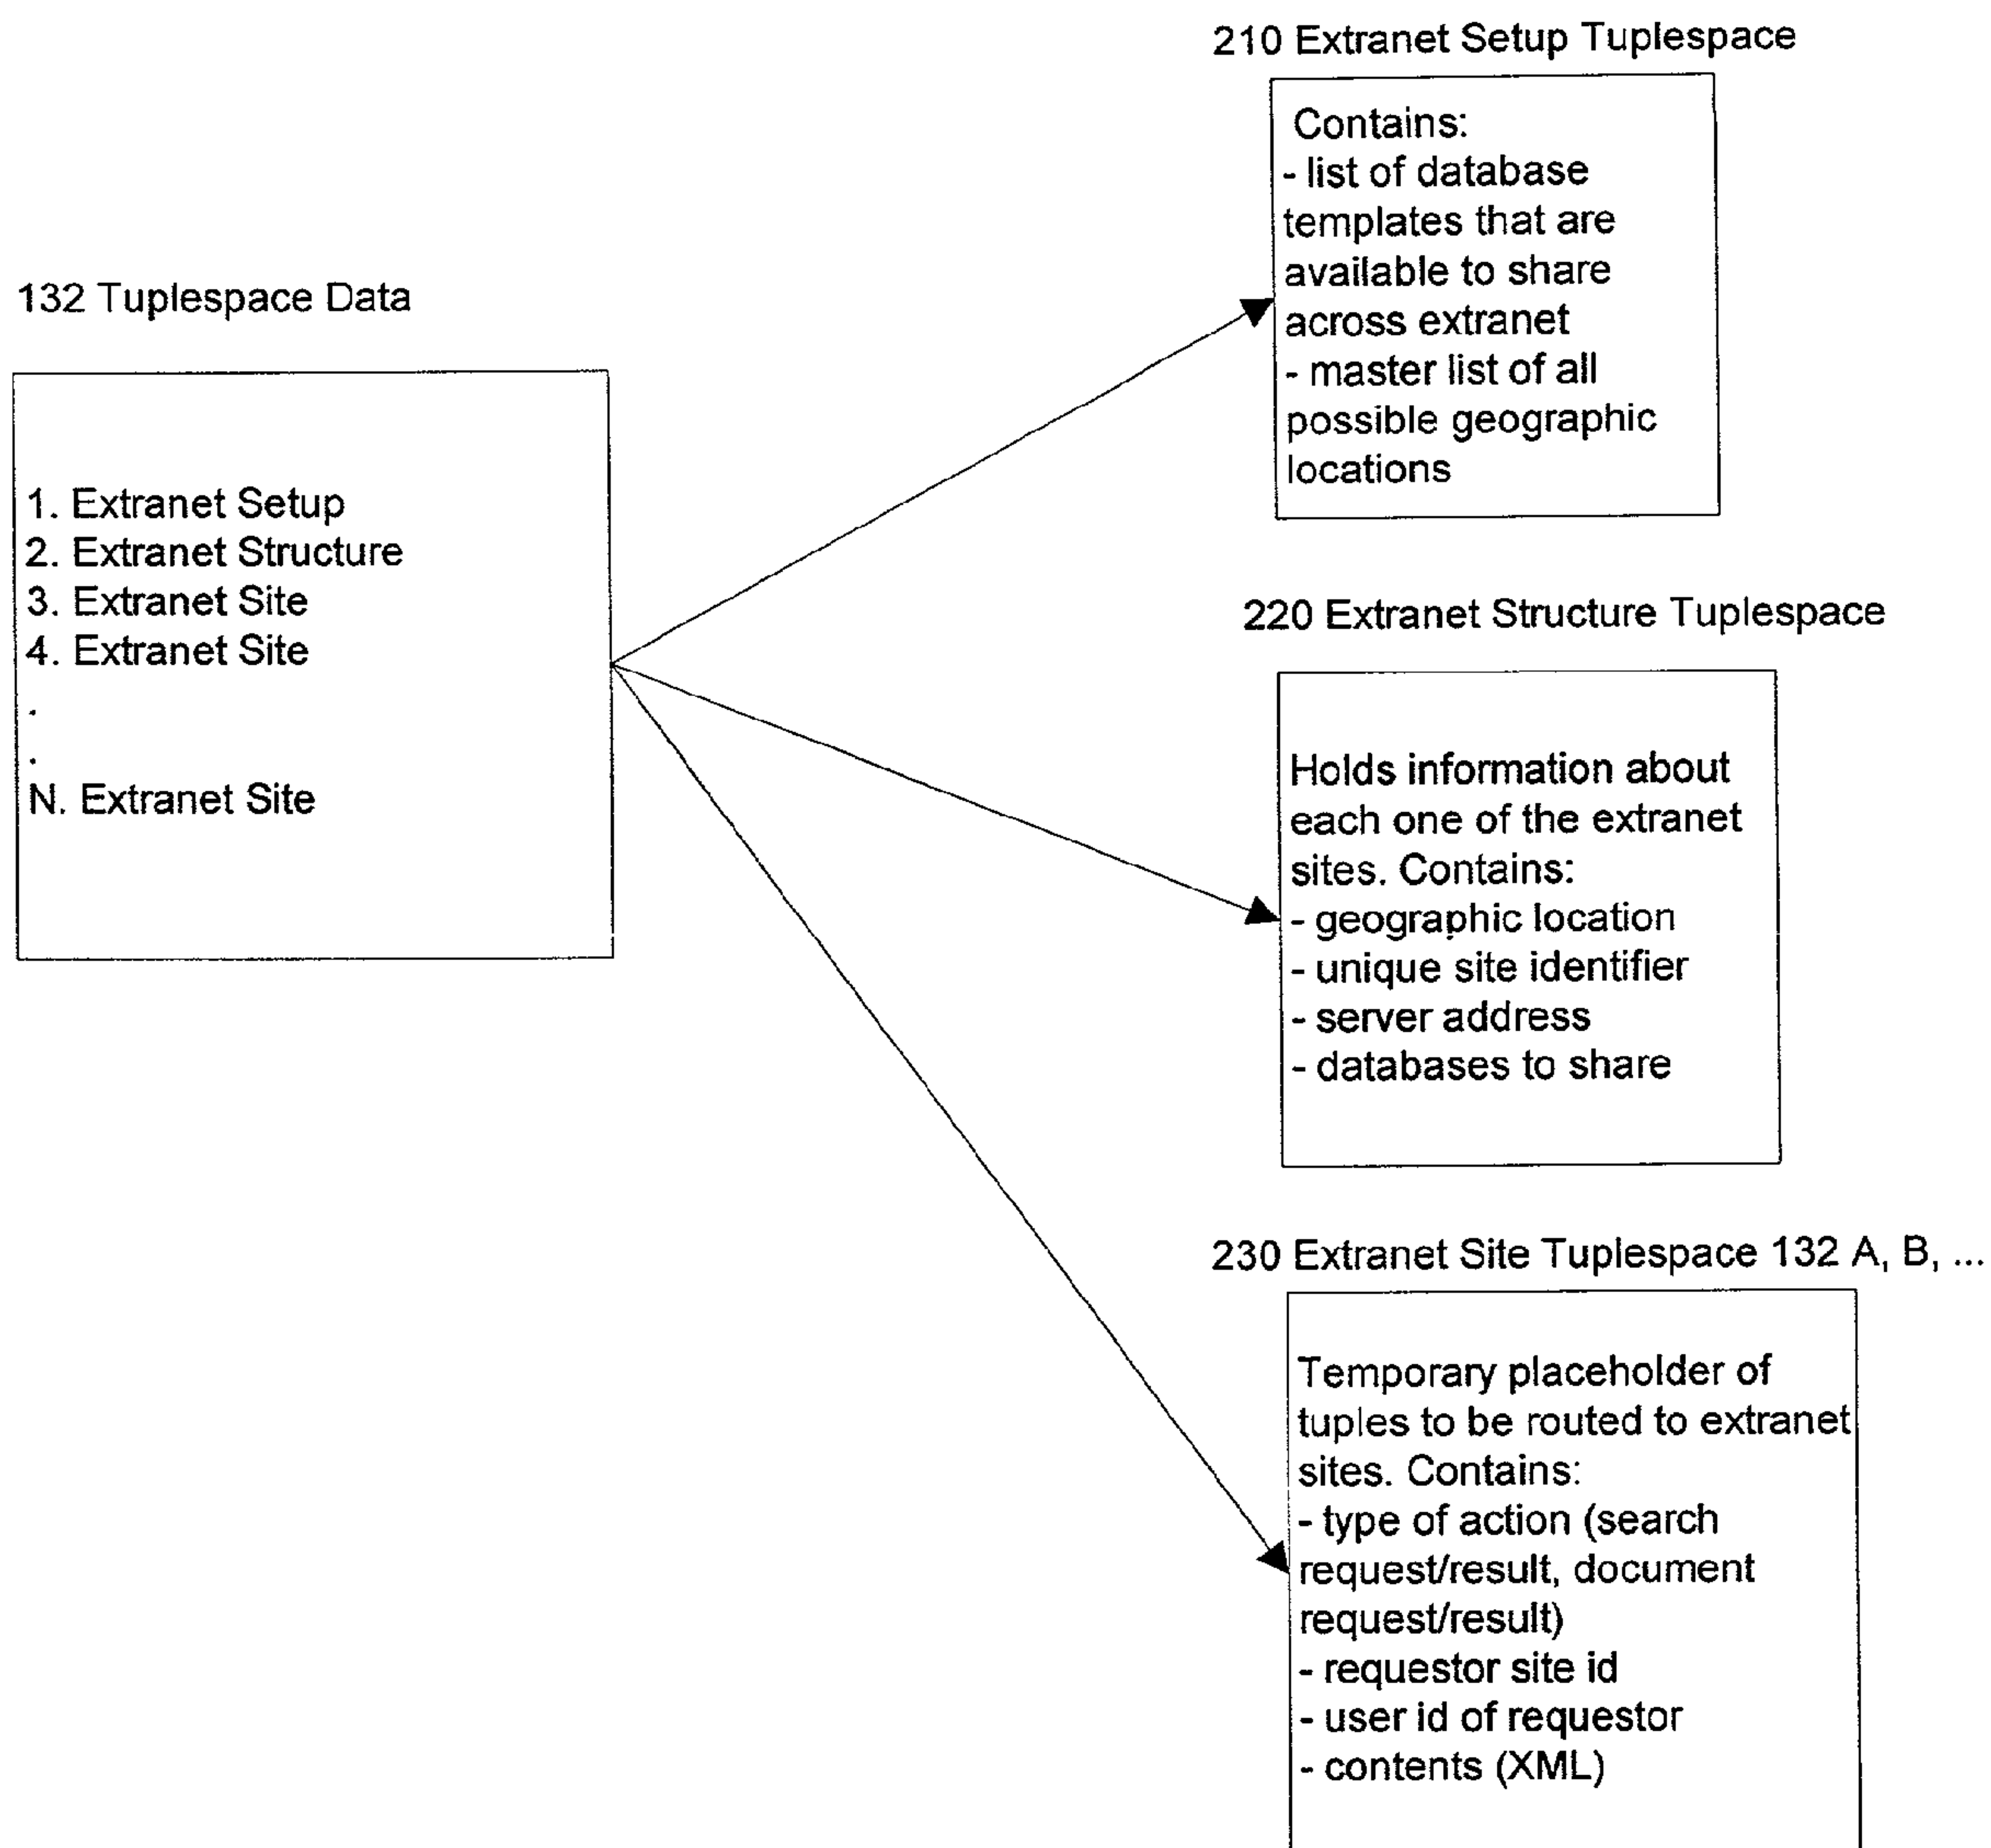 210 Extranet Setup Tuplespace
Contains:
- list of database
templates that are
available to share
across extranet
- master list of all
possible geographic
locations
132 Tuplespace Data
1. Extranet Setup
2. Extranet Structure
3. Extranet Site
4. Extranet Site
.
.
N. Extranet Site
220 Extranet Structure Tuplespace
Holds information about
each one of the extranet
sites. Contains:
- geographic location
- unique site identifier
- server address
- databases to share
230 Extranet Site Tuplespace 132 A, B, ...
Temporary placeholder of
tuples to be routed to extranet
sites. Contains:
- type of action (search
request/result, document
request/result)
- requestor site id
- user id of requestor
- contents (XML)